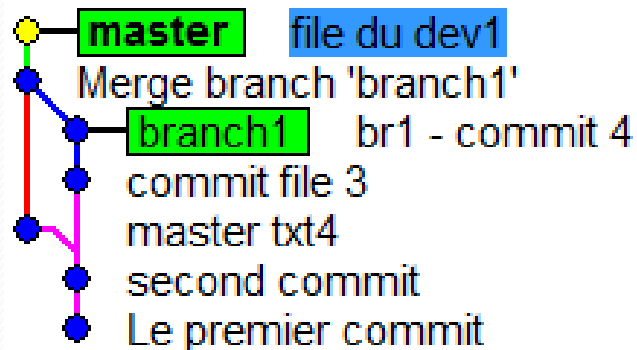 master file du dev1
Merge branch 'branch1'
branch1 br1 - commit 4
commit file 3
master txt4
second commit
Le premier commit